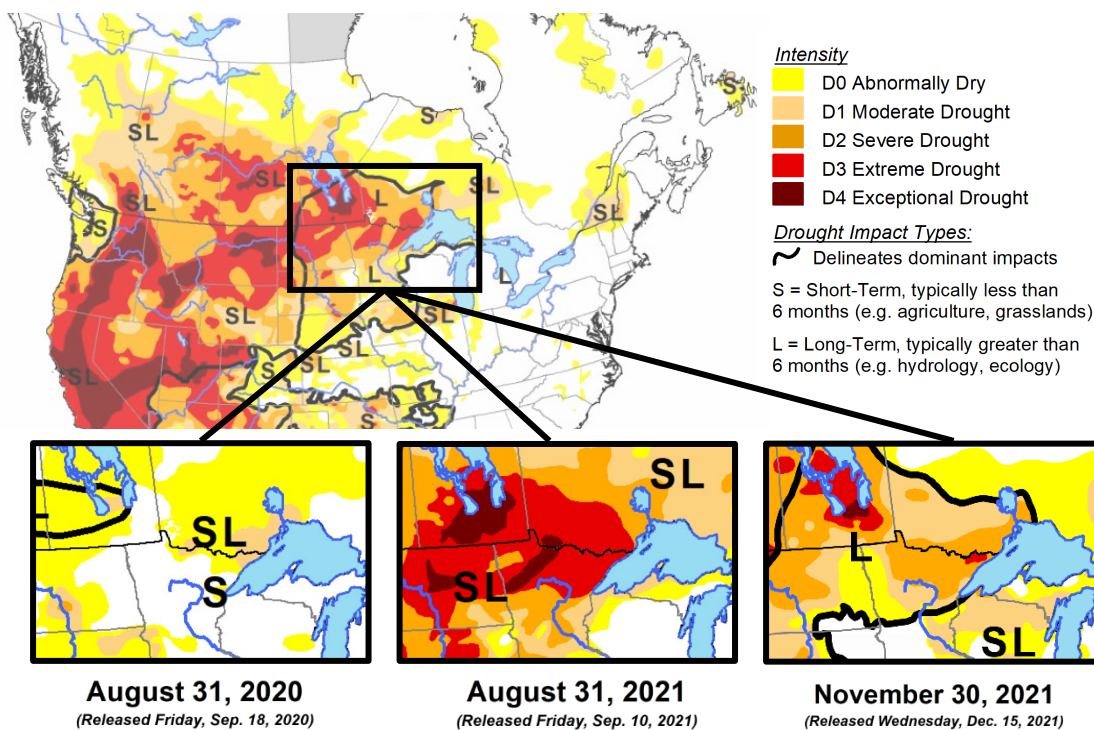 Intensity
D0 Abnormally Dry
D1 Moderate Drought
D2 Severe Drought
D3 Extreme Drought
D4 Exceptional Drought
Drought Impact Types:
Delineates dominant impacts
S = Short-Term, typically less than
6 months (e.g. agriculture, grasslands)
L = Long-Term, typically greater than
6 months (e.g. hydrology, ecology)
S
S
SL
SL
SL
SL
L
SL
S
SL
L
L
SL
SL
SL
S
SL
SL
S
SL
S
SL
SL
L
SL
August 31, 2020
(Released Friday, Sep. 18, 2020)
August 31, 2021
(Released Friday, Sep. 10, 2021)
November 30, 2021
(Released Wednesday, Dec. 15, 2021)